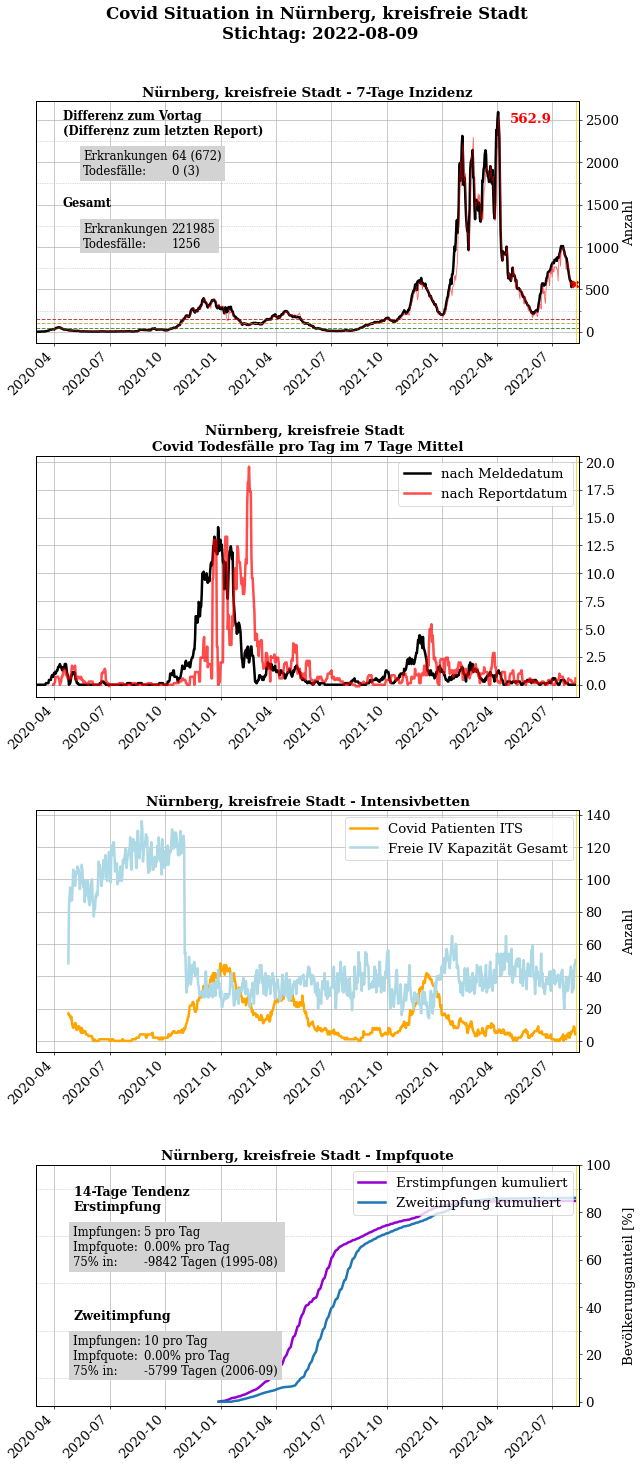 Covid Situation in Nürnberg, kreisfreie Stadt
Stichtag: 2022-08-09
Nürnberg, kreisfreie Stadt - 7-Tage Inzidenz
Differenz zum Vortag
(Differenz zum letzten Report)
Erkrankungen 64 (672)
Todesfälle: 0 (3)
Gesamt
Erkrankungen 221985
Todesfälle: 1256
562.9
2500
2000
1500
1000
500
0
Anzahl
2020-04
2020-07
2020-10
2021-01
2021-04
2021-07
2021-10
2022-01
2022-04
2022-07
Nürnberg, kreisfreie Stadt
Covid Todesfälle pro Tag im 7 Tage Mittel
nach Meldedatum
nach Reportdatum
20.0
17.5
15.0
12.5
10.0
7.5
5.0
2.5
0.0
2020-04
2020-07
2020-10
2021-01
2021-04
2021-07
2021-10
2022-01
2022-04
2022-07
Nürnberg, kreisfreie Stadt - Intensivbetten
Covid Patienten ITS
Freie IV Kapazität Gesamt
140
120
100
80
60
40
20
0
Anzahl
2020-04
2020-07
2020-10
2021-01
2021-04
2021-07
2021-10
2022-01
2022-04
2022-07
Nürnberg, kreisfreie Stadt - Impfquote
14-Tage Tendenz
Erstimpfung
Impfungen: 5 pro Tag
Impfquote: 0.00% pro Tag
75% in: -9842 Tagen (1995-08)
Zweitimpfung
Impfungen: 10 pro Tag
Impfquote: 0.00% pro Tag
75% in: -5799 Tagen (2006-09)
Erstimpfungen kumuliert
Zweitimpfung kumuliert
100
80
60
40
20
0
Bevölkerungsanteil [%]
2020-04
2020-07
2020-10
2021-01
2021-04
2021-07
2021-10
2022-01
2022-04
2022-07